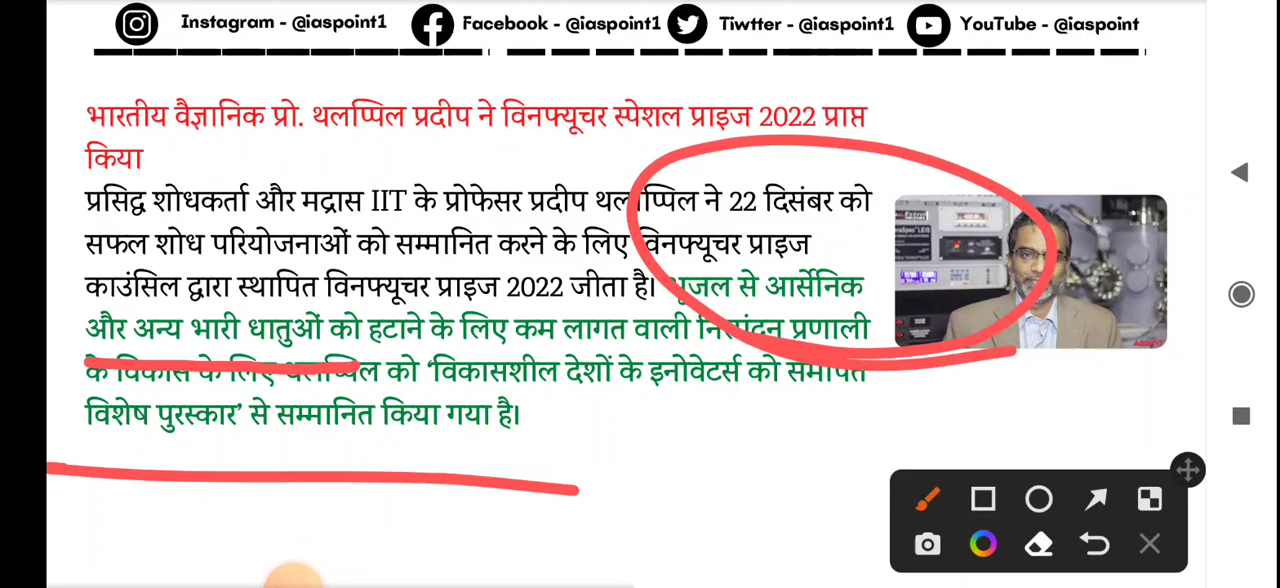 Instagram - @iaspoint1 Facebook - @iaspoint1 Tiwtter - @iaspoint1 YouTube - @iaspoint
भारतीय वैज्ञानिक प्रो. थलप्पिल प्रदीप ने विनफ्यूचर स्पेशल प्राइज 2022 प्राप्त
किया
प्रसिद्ध शोधकर्ता और मद्रास IIT के प्रोफेसर प्रदीप थलाप्पिल ने 22 दिसंबर को
सफल शोध परियोजनाओं को सम्मानित करने के लिए विनफ्यूचर प्राइज
काउंसिल द्वारा स्थापित विनफ्यूचर प्राइज 2022 जीता है। भूजल से आर्सेनिक
और अन्य भारी धातुओं को हटाने के लिए कम लागत वाली निस्पंदन प्रणाली
के विकास के लिए थलाप्पिल को ‘विकासशील देशों के इनोवेटर्स को समर्पित
विशेष पुरस्कार’ से सम्मानित किया गया है।